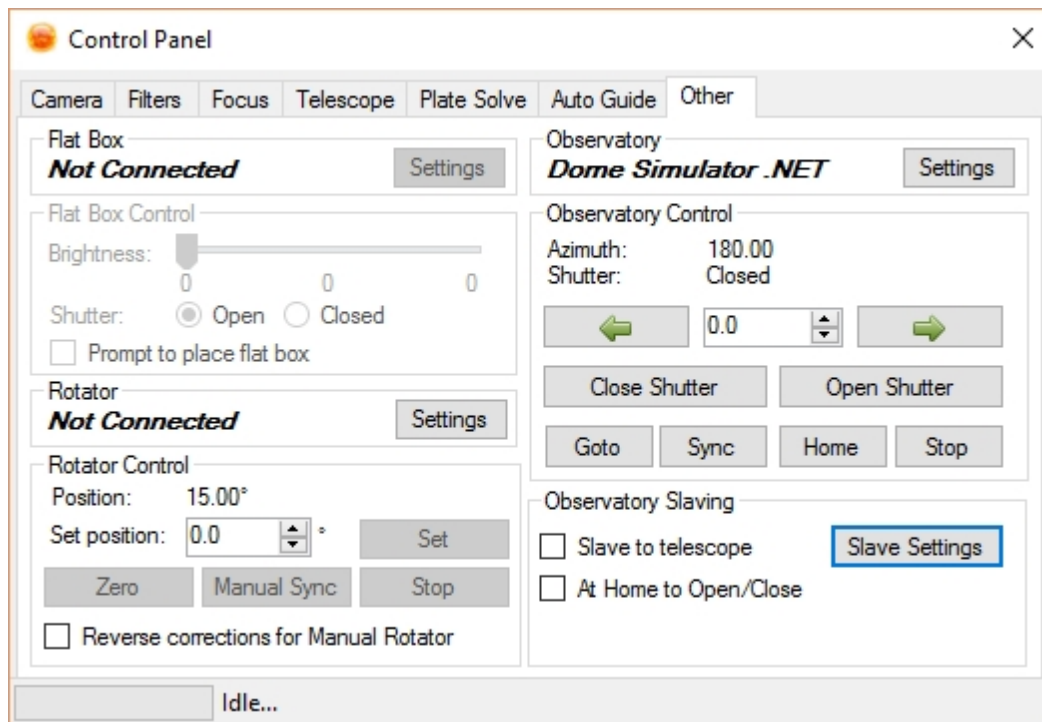 Control Panel
Camera Filters Focus Telescope Plate Solve Auto Guide Other
Flat Box
Not Connected Settings
Flat Box Control
Brightness:
0 0 0
Shutter: Open Closed
Prompt to place flat box
Rotator
Not Connected Settings
Rotator Control
Position: 15.00°
Set position: 0.0 ° Set
Zero Manual Sync Stop
Reverse corrections for Manual Rotator
Observatory
Dome Simulator .NET Settings
Observatory Control
Azimuth: 180.00
Shutter: Closed
0.0
Close Shutter Open Shutter
Goto Sync Home Stop
Observatory Slaving
Slave to telescope Slave Settings
At Home to Open/Close
Idle...